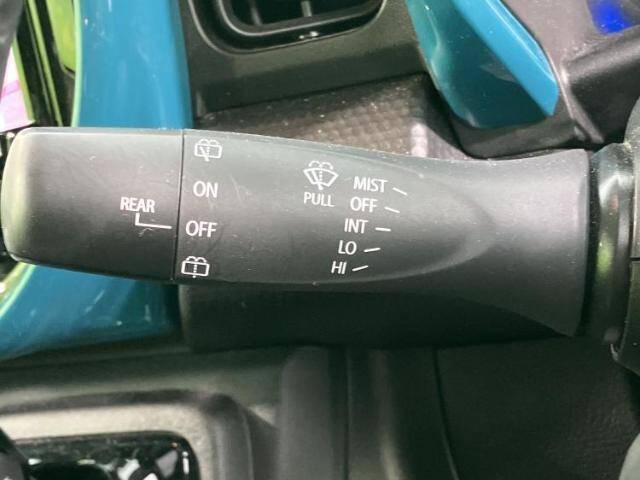 REAR
ON
OFF
PULL
MIST
OFF
INT
LO
HI